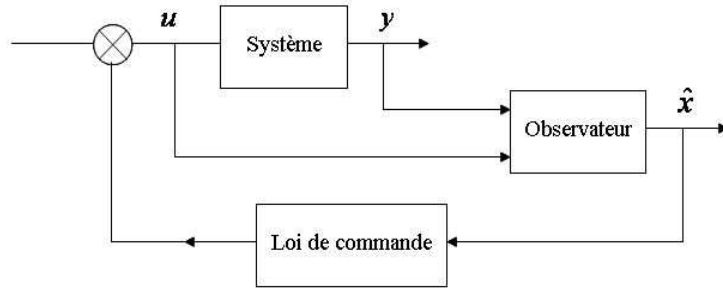 u
y
Système
x̂
Observateur
Loi de commande